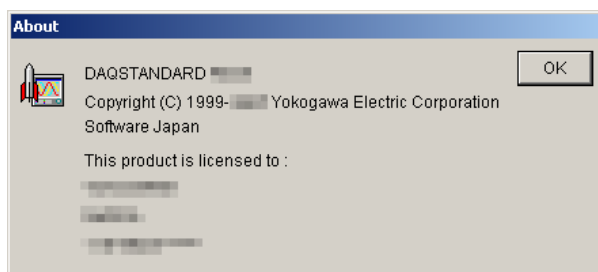 About
DAQSTANDARD
OK
Copyright (C) 1999- Yokogawa Electric Corporation
Software Japan
This product is licensed to :